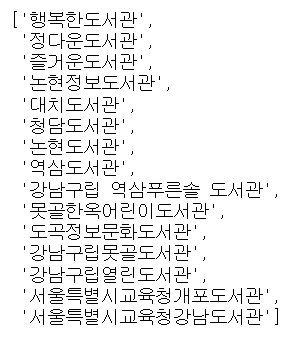 ['행복한도서관',
'정다운도서관',
'즐거운도서관',
'논현정보도서관',
'대치도서관',
'청담도서관',
'논현도서관',
'역삼도서관',
'강남구립 역삼푸른솔 도서관',
'못골한옥어린이도서관',
'도곡정보문화도서관',
'강남구립못골도서관',
'강남구립열린도서관',
'서울특별시교육청개포도서관',
'서울특별시교육청강남도서관']